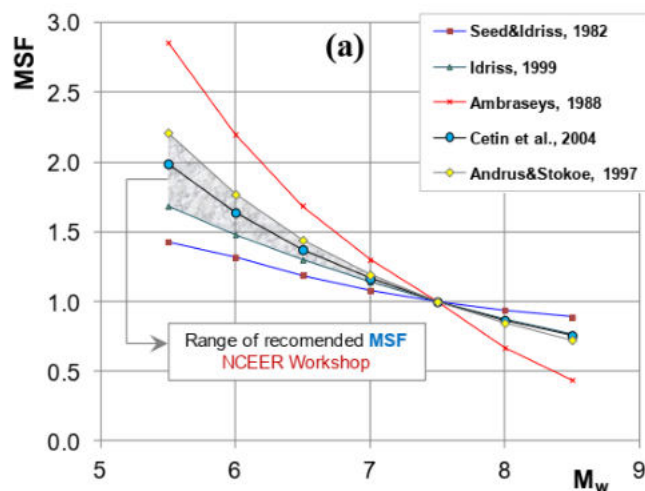 3.0
2.5
2.0
1.5
1.0
0.5
0.0
MSF
(a)
Seed&Idriss, 1982
Idriss, 1999
Ambraseys, 1988
Cetin et al., 2004
Andrus&Stokoe, 1997
Range of recomended MSF
NCEER Workshop
5 6 7 8 9
Mw